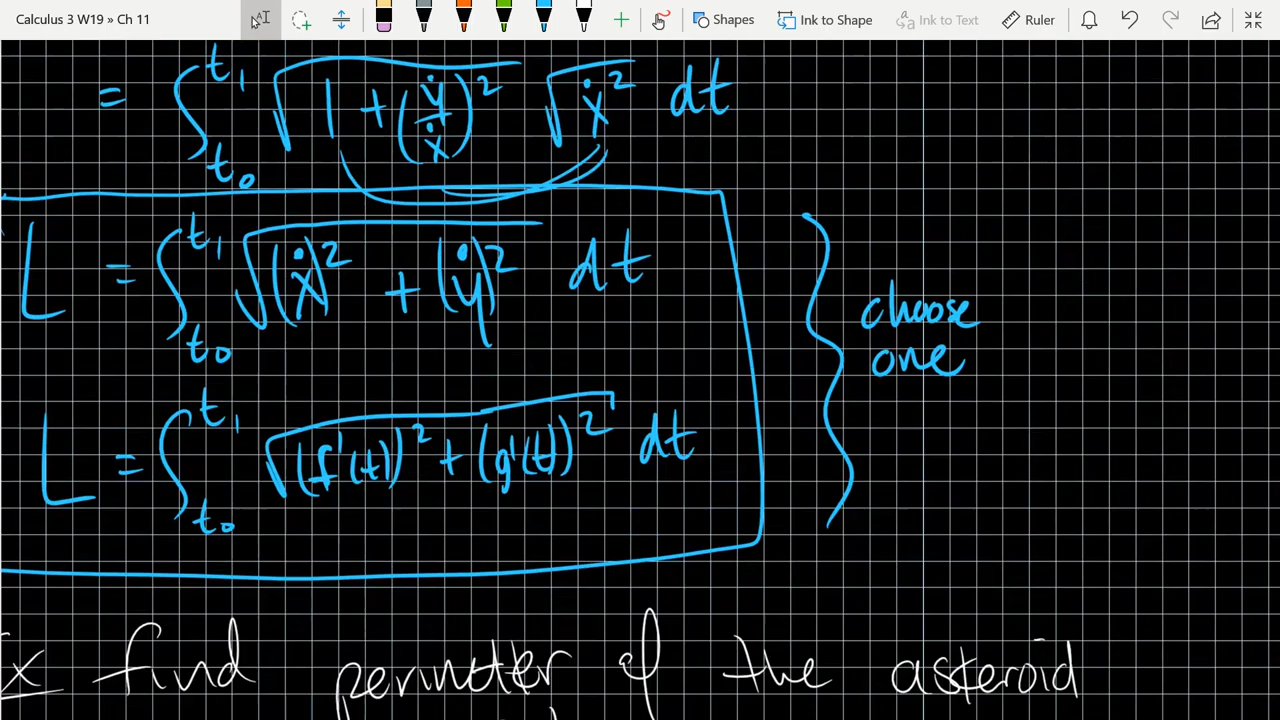 Calculus 3 W19 » Ch 11
Shapes Ink to Shape Ink to Text Ruler
= ∫_{t₀}^{t₁} √(1 + (ẏ/ẋ)²) √(ẋ²) dt
L = ∫_{t₀}^{t₁} √((ẋ)² + (ẏ)²) dt
choose
one
L = ∫_{t₀}^{t₁} √((f'(t))² + (g'(t))²) dt
Ex find perimeter of the asteroid